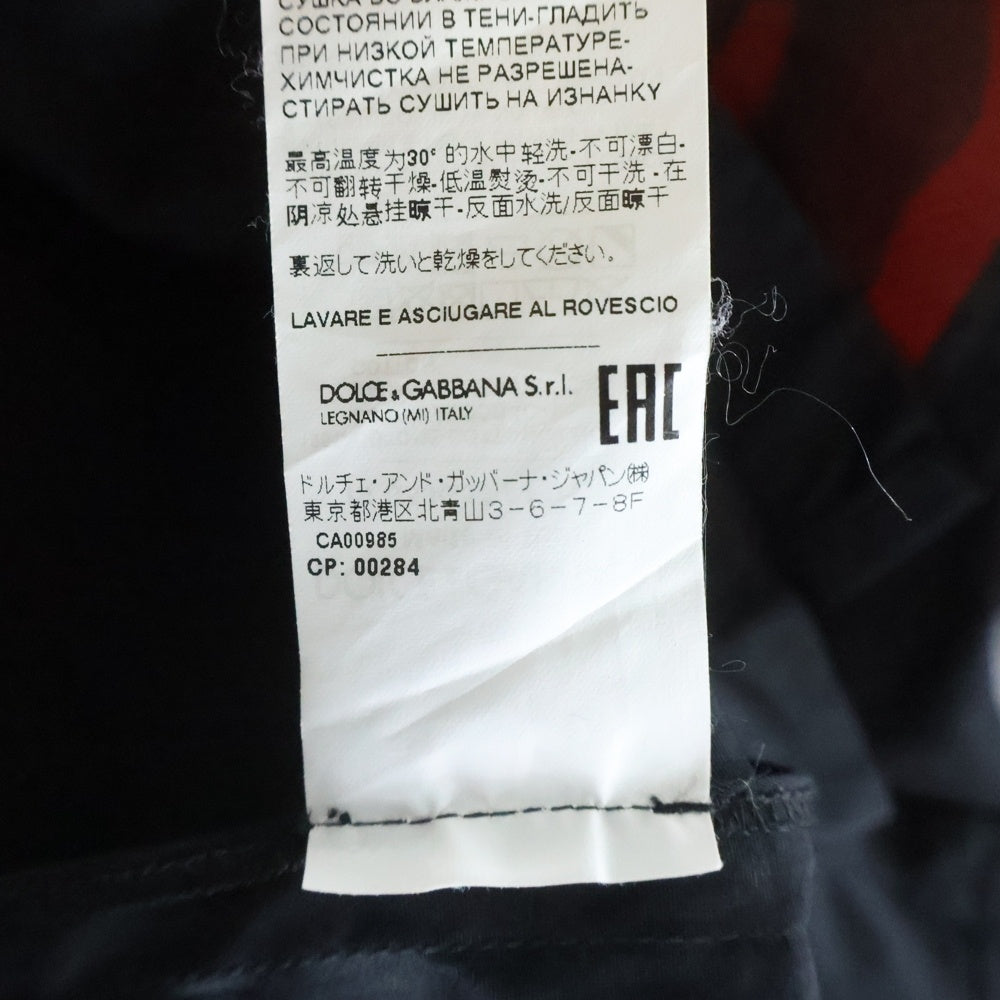 СУШКА ВО
СОСТОЯНИИ В ТЕНИ-ГЛАДИТЬ
ПРИ НИЗКОЙ ТЕМПЕРАТУРЕ-
ХИМЧИСТКА НЕ РАЗРЕШЕНА-
СТИРАТЬ СУШИТЬ НА ИЗНАНКУ
最高温度为30° 的水中轻洗-不可漂白-
不可翻转干燥-低温熨烫-不可干洗-在
阴凉处悬挂晾干-反面水洗/反面晾干
裏返して洗いと乾燥をしてください。
LAVARE E ASCIUGARE AL ROVESCIO
DOLCE & GABBANA S.r.l.
LEGNANO (MI) ITALY
EAC
ドルチェ・アンド・ガッバーナ・ジャパン㈱
東京都港区北青山3-6-7-8F
CA00985
CP: 00284